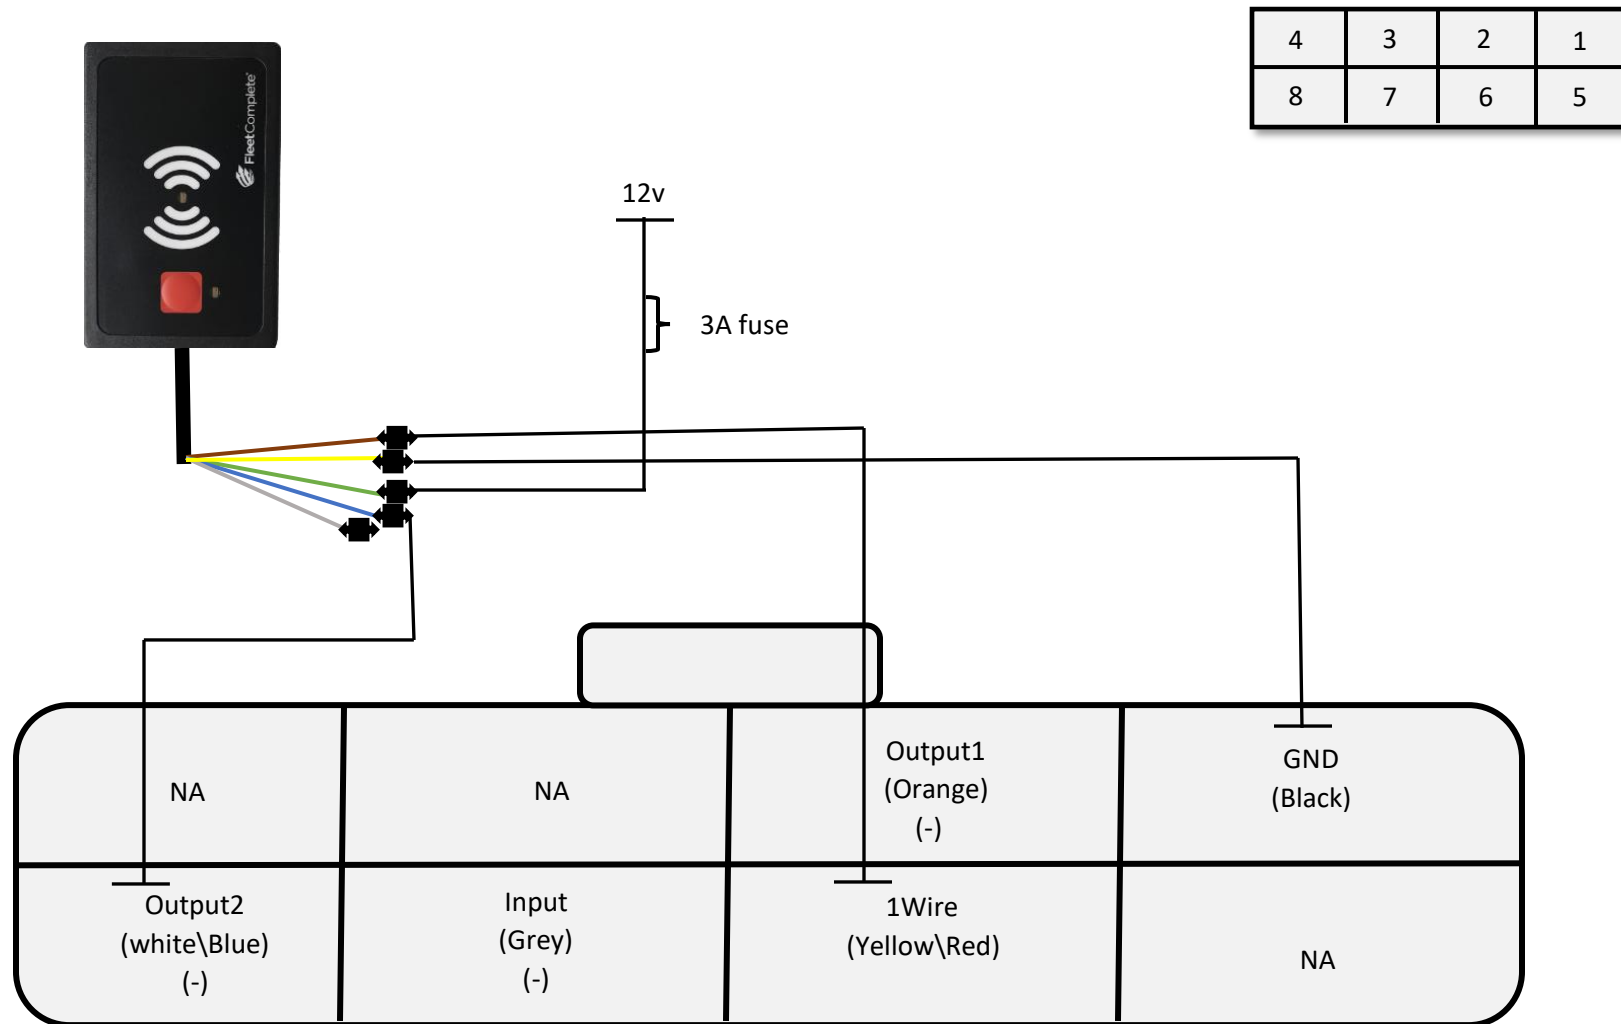 4 3 2 1
8 7 6 5
FleetComplete
12v
3A fuse
NA
NA
Output1
(Orange)
(-)
GND
(Black)
Output2
(white\Blue)
(-)
Input
(Grey)
(-)
1Wire
(Yellow\Red)
NA